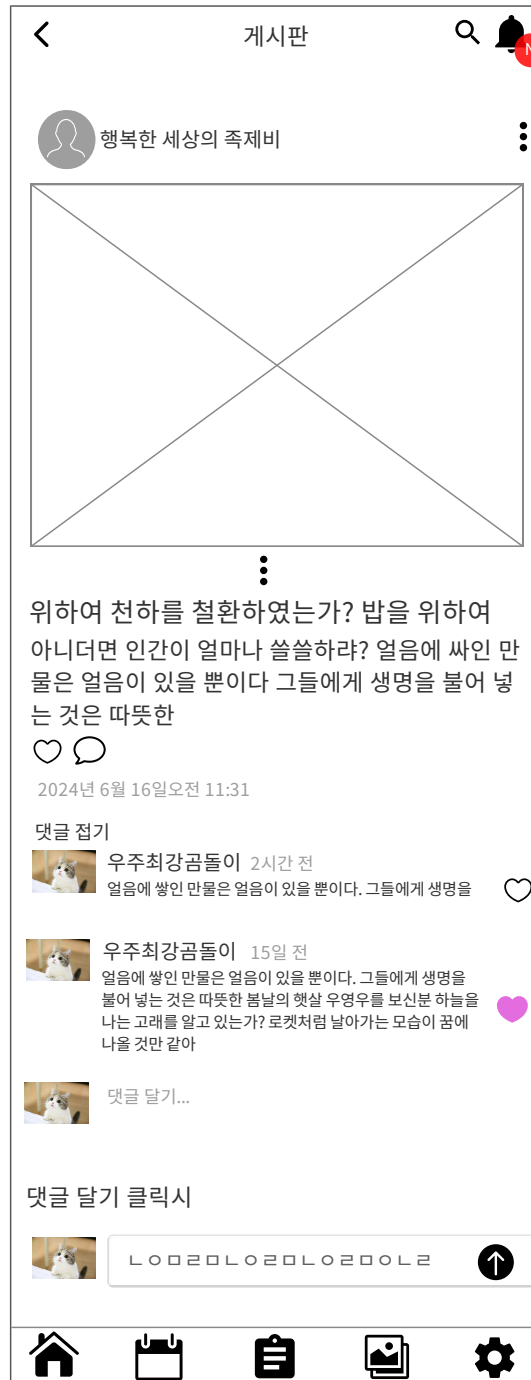 게시판
N
행복한 세상의 족제비
위하여 천하를 철환하였는가? 밥을 위하여
아니더면 인간이 얼마나 쓸쓸하랴? 얼음에 싸인 만
물은 얼음이 있을 뿐이다 그들에게 생명을 불어 넣
는 것은 따뜻한
2024년 6월 16일오전 11:31
댓글 접기
우주최강곰돌이 2시간 전
얼음에 쌓인 만물은 얼음이 있을 뿐이다. 그들에게 생명을
우주최강곰돌이 15일 전
얼음에 쌓인 만물은 얼음이 있을 뿐이다. 그들에게 생명을
불어 넣는 것은 따뜻한 봄날의 햇살 우영우를 보신분 하늘을
나는 고래를 알고 있는가? 로켓처럼 날아가는 모습이 꿈에
나올 것만 같아
댓글 달기...
댓글 달기 클릭시
ㄴㅇㅁㄹㅁㄴㅇㄹㅁㄴㅇㄹㅁㅇㄴㄹ